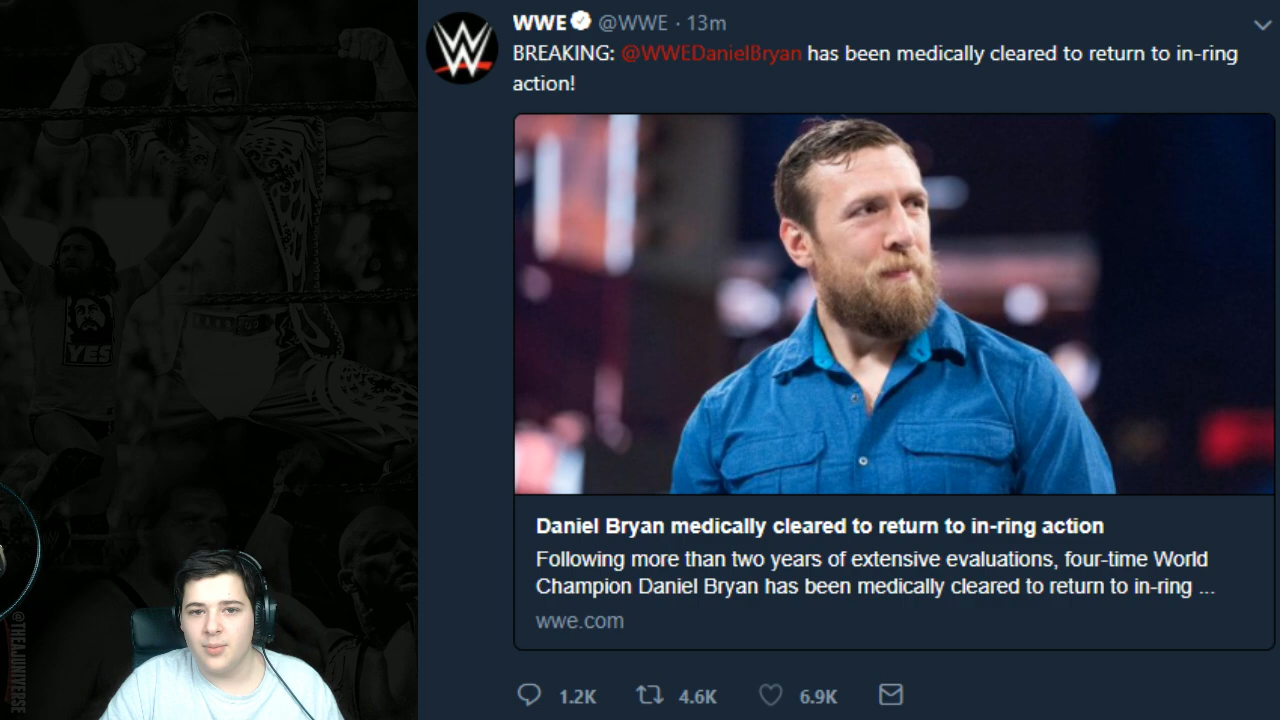 WWE @WWE · 13m
BREAKING: @WWEDanielBryan has been medically cleared to return to in-ring
action!
Daniel Bryan medically cleared to return to in-ring action
Following more than two years of extensive evaluations, four-time World
Champion Daniel Bryan has been medically cleared to return to in-ring ...
wwe.com
1.2K 4.6K 6.9K
YES
@THEAJUNIVERSE